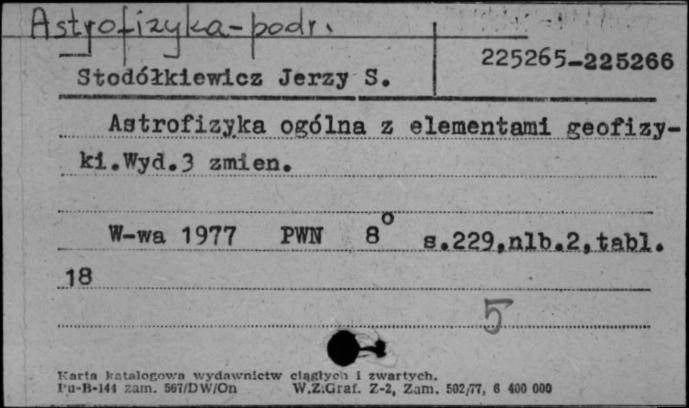 Astrofizyka-podr.
225265-225266
Stodółkiewicz Jerzy S.
Astrofizyka ogólna z elementami geofizy-
ki.Wyd.3 zmien.
W-wa 1977 PWN 8° s.229,nlb.2,tabl.
18
5
Karta katalogowa wydawnictw ciągłych i zwartych.
Pu-B-144 zam. 567/DW/On W.Z.Graf. Z-2, Zam. 502/77, 6 400 000